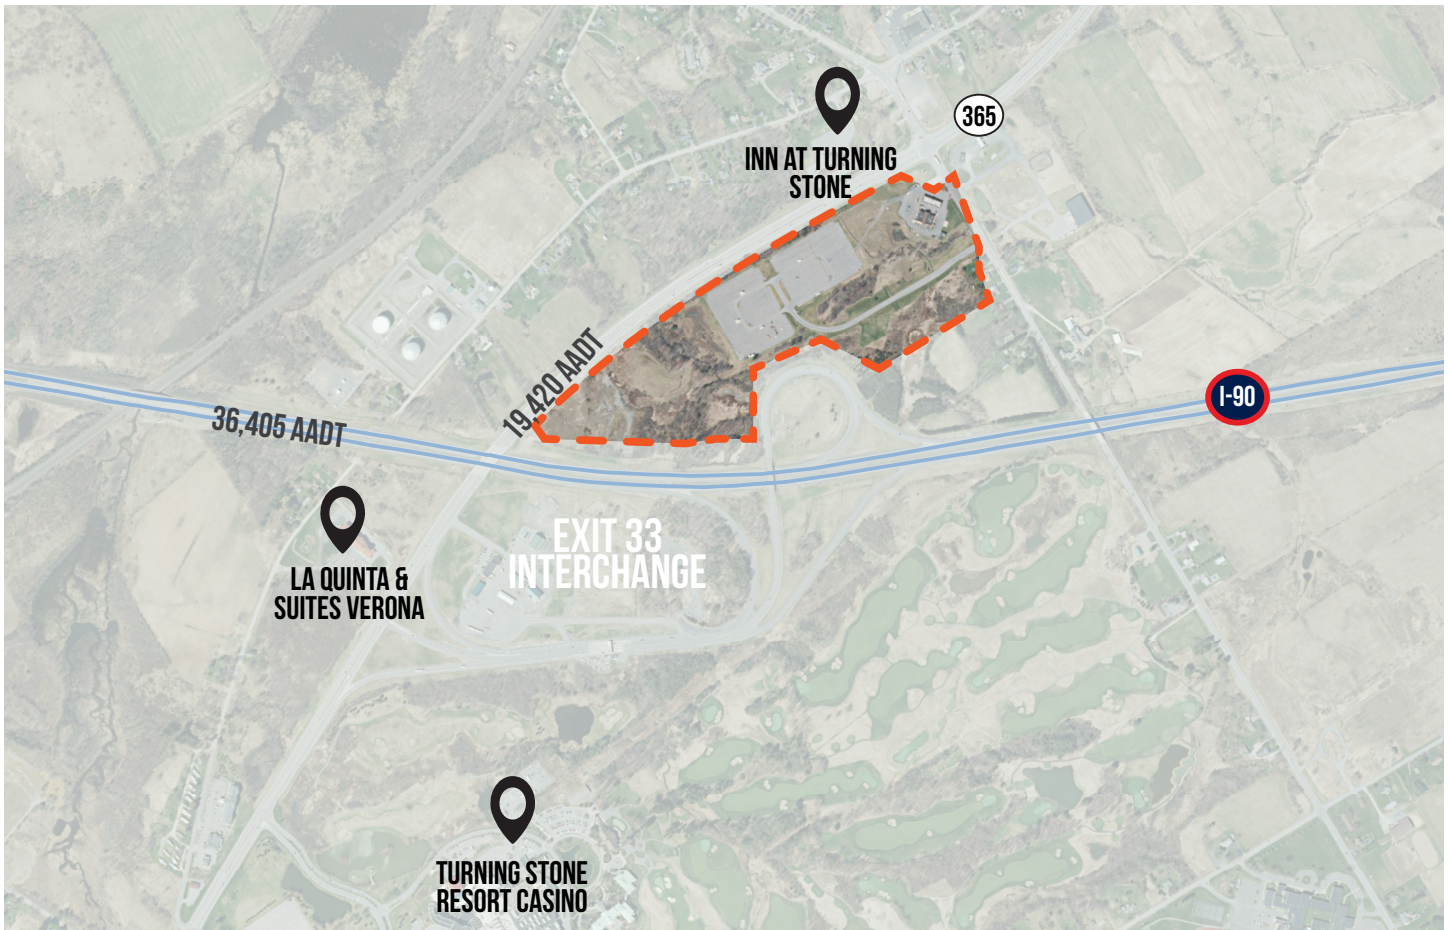 365
INN AT TURNING
STONE
19,420 AADT
I-90
36,405 AADT
EXIT 33
INTERCHANGE
LA QUINTA &
SUITES VERONA
TURNING STONE
RESORT CASINO